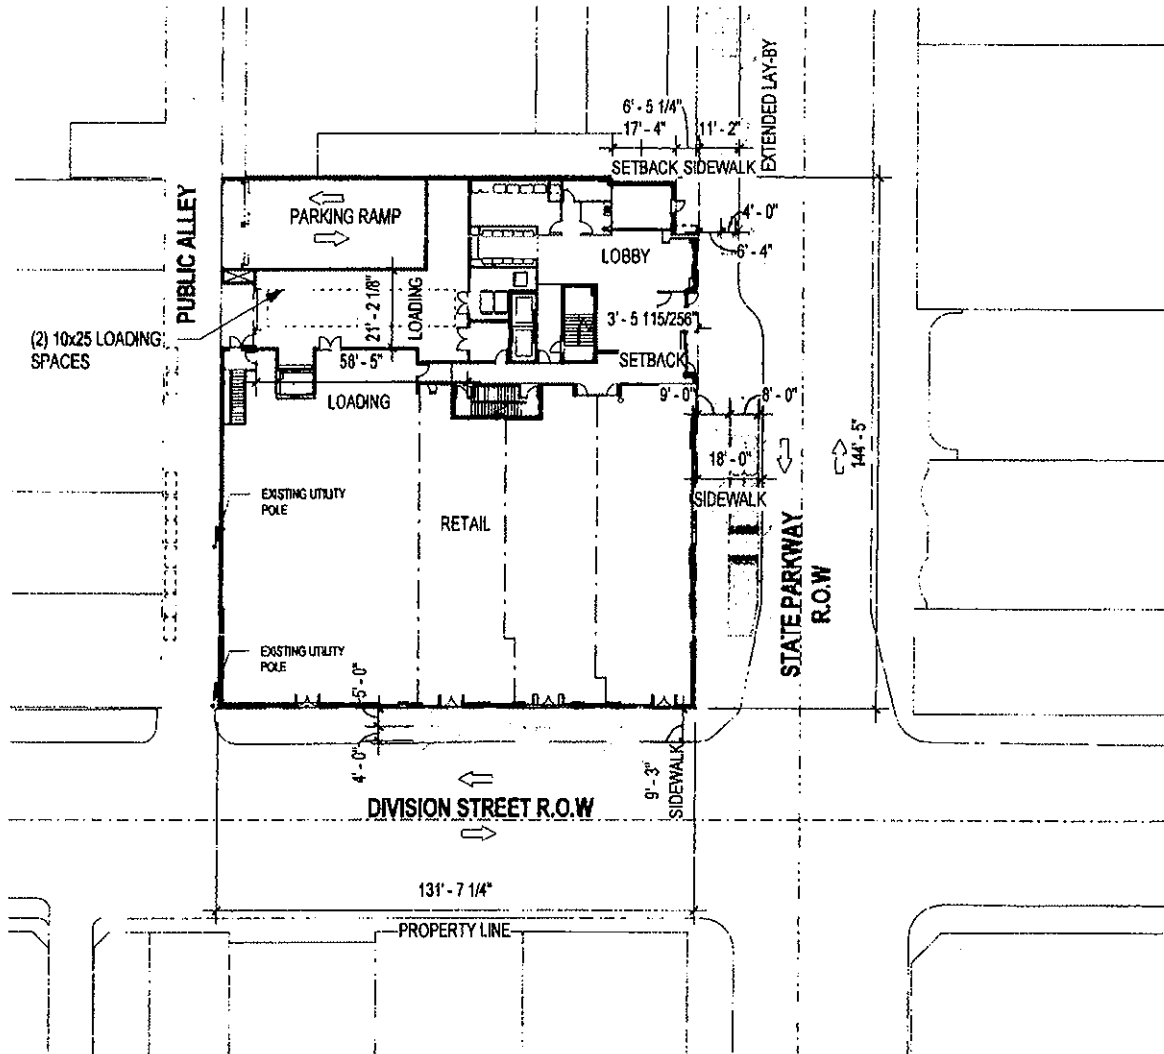 EXTENDED LAY-BY
6' - 5 1/4"
17' - 4"
11' - 2"
SETBACK
SIDEWALK
PUBLIC ALLEY
PARKING RAMP
4' - 0"
6' - 4"
LOBBY
21' - 2 1/8"
LOADING
(2) 10x25 LOADING
SPACES
3' - 5 115/256"
SETBACK
58' - 5"
LOADING
9' - 0"
8' - 0"
18' - 0"
SIDEWALK
144' - 5"
EXISTING UTILITY
POLE
RETAIL
STATE PARKWAY
R.O.W
EXISTING UTILITY
POLE
5' - 0"
4' - 0"
9' - 3"
SIDEWALK
DIVISION STREET R.O.W
131' - 7 1/4"
PROPERTY LINE